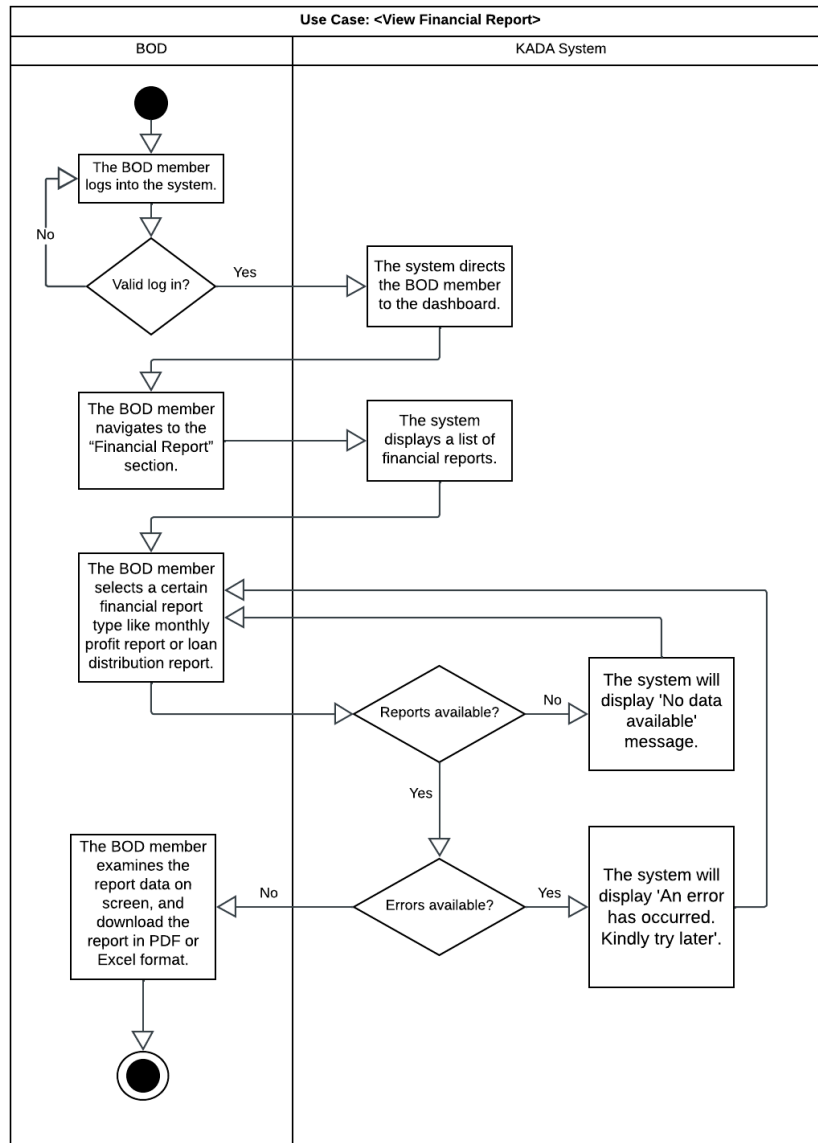 Use Case: <View Financial Report>
BOD
KADA System
The BOD member
logs into the system.
No
Valid log in?
Yes
The system directs
the BOD member
to the dashboard.
The BOD member
navigates to the
“Financial Report”
section.
The system
displays a list of
financial reports.
The BOD member
selects a certain
financial report
type like monthly
profit report or loan
distribution report.
Reports available?
No
The system will
display 'No data
available'
message.
Yes
The BOD member
examines the
report data on
screen, and
download the
report in PDF or
Excel format.
No
Errors available?
Yes
The system will
display 'An error
has occurred.
Kindly try later'.